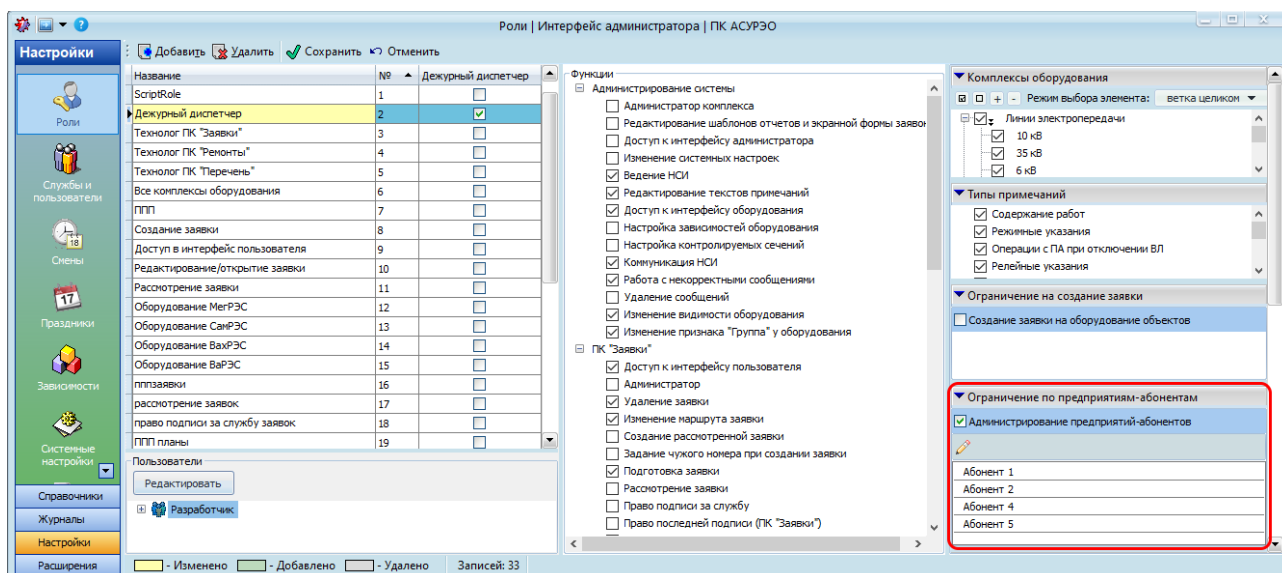 Роли | Интерфейс администратора | ПК АСУРЭО
Настройки
Добавить Удалить Сохранить Отменить
Роли
Службы и
пользователи
18
Смены
17
Праздники
Зависимости
Системные
настройки
Справочники
Журналы
Настройки
Расширения
Название № Дежурный диспетчер
ScriptRole 1
Дежурный диспетчер 2
Технолог ПК "Заявки" 3
Технолог ПК "Ремонты" 4
Технолог ПК "Перечень" 5
Все комплексы оборудования 6
ППП 7
Создание заявки 8
Доступ в интерфейс пользователя 9
Редактирование/открытие заявки 10
Рассмотрение заявки 11
Оборудование МегРЭС 12
Оборудование СамРЭС 13
Оборудование ВахРЭС 14
Оборудование ВаРЭС 15
пппзаявки 16
рассмотрение заявок 17
право подписи за службу заявок 18
ППП планы 19
Пользователи
Редактировать
Разработчик
- Изменено - Добавлено - Удалено Записей: 33
Функции
Администрирование системы
Администратор комплекса
Редактирование шаблонов отчетов и экранной формы заявок
Доступ к интерфейсу администратора
Изменение системных настроек
Ведение НСИ
Редактирование текстов примечаний
Доступ к интерфейсу оборудования
Настройка зависимостей оборудования
Настройка контролируемых сечений
Коммуникация НСИ
Работа с некорректными сообщениями
Удаление сообщений
Изменение видимости оборудования
Изменение признака "Группа" у оборудования
ПК "Заявки"
Доступ к интерфейсу пользователя
Администратор
Удаление заявки
Изменение маршрута заявки
Создание рассмотренной заявки
Задание чужого номера при создании заявки
Подготовка заявки
Рассмотрение заявки
Право подписи за службу
Право последней подписи (ПК "Заявки")
Комплексы оборудования
Режим выбора элемента: ветка целиком
Линии электропередачи
10 кВ
35 кВ
6 кВ
Типы примечаний
Содержание работ
Режимные указания
Операции с ПА при отключении ВЛ
Релейные указания
Ограничение на создание заявки
Создание заявки на оборудование объектов
Ограничение по предприятиям-абонентам
Администрирование предприятий-абонентов
Абонент 1
Абонент 2
Абонент 4
Абонент 5